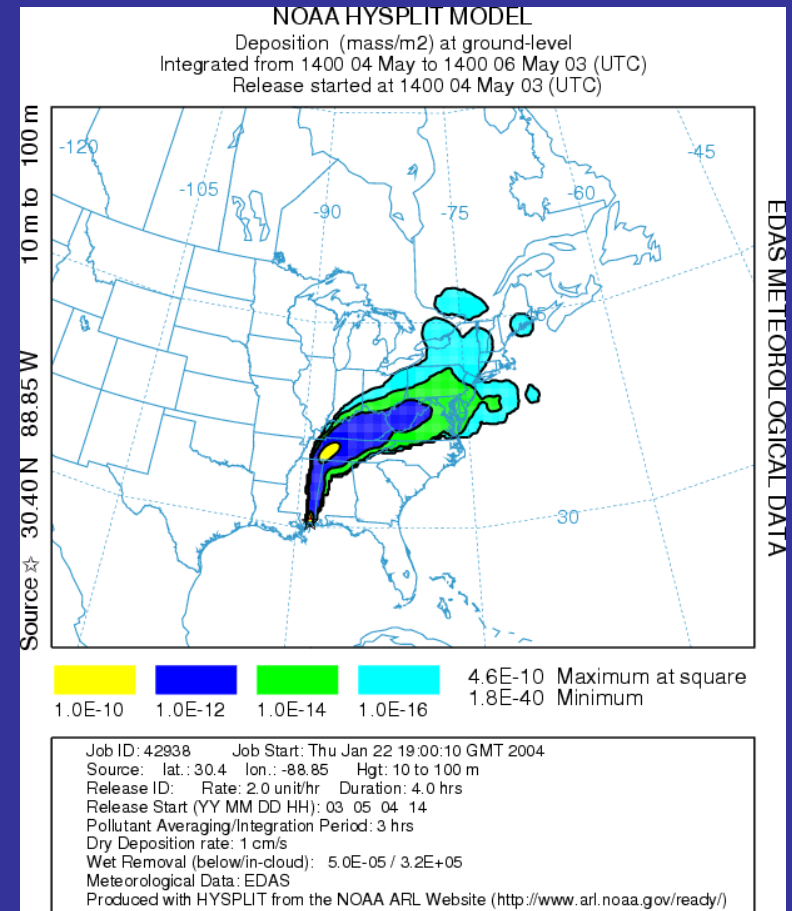 NOAA HYSPLIT MODEL
Deposition (mass/m2) at ground-level
Integrated from 1400 04 May to 1400 06 May 03 (UTC)
Release started at 1400 04 May 03 (UTC)
Source ☆ 30.40 N 88.85 W 10 m to 100 m
-120
-105
-90
-75
-60
-45
30
EDAS METEOROLOGICAL DATA
1.0E-10 1.0E-12 1.0E-14 1.0E-16
4.6E-10 Maximum at square
1.8E-40 Minimum
Job ID: 42938 Job Start: Thu Jan 22 19:00:10 GMT 2004
Source: lat.: 30.4 lon.: -88.85 Hgt: 10 to 100 m
Release ID: Rate: 2.0 unit/hr Duration: 4.0 hrs
Release Start (YY MM DD HH): 03 05 04 14
Pollutant Averaging/Integration Period: 3 hrs
Dry Deposition rate: 1 cm/s
Wet Removal (below/in-cloud): 5.0E-05 / 3.2E+05
Meteorological Data: EDAS
Produced with HYSPLIT from the NOAA ARL Website (http://www.arl.noaa.gov/ready/)